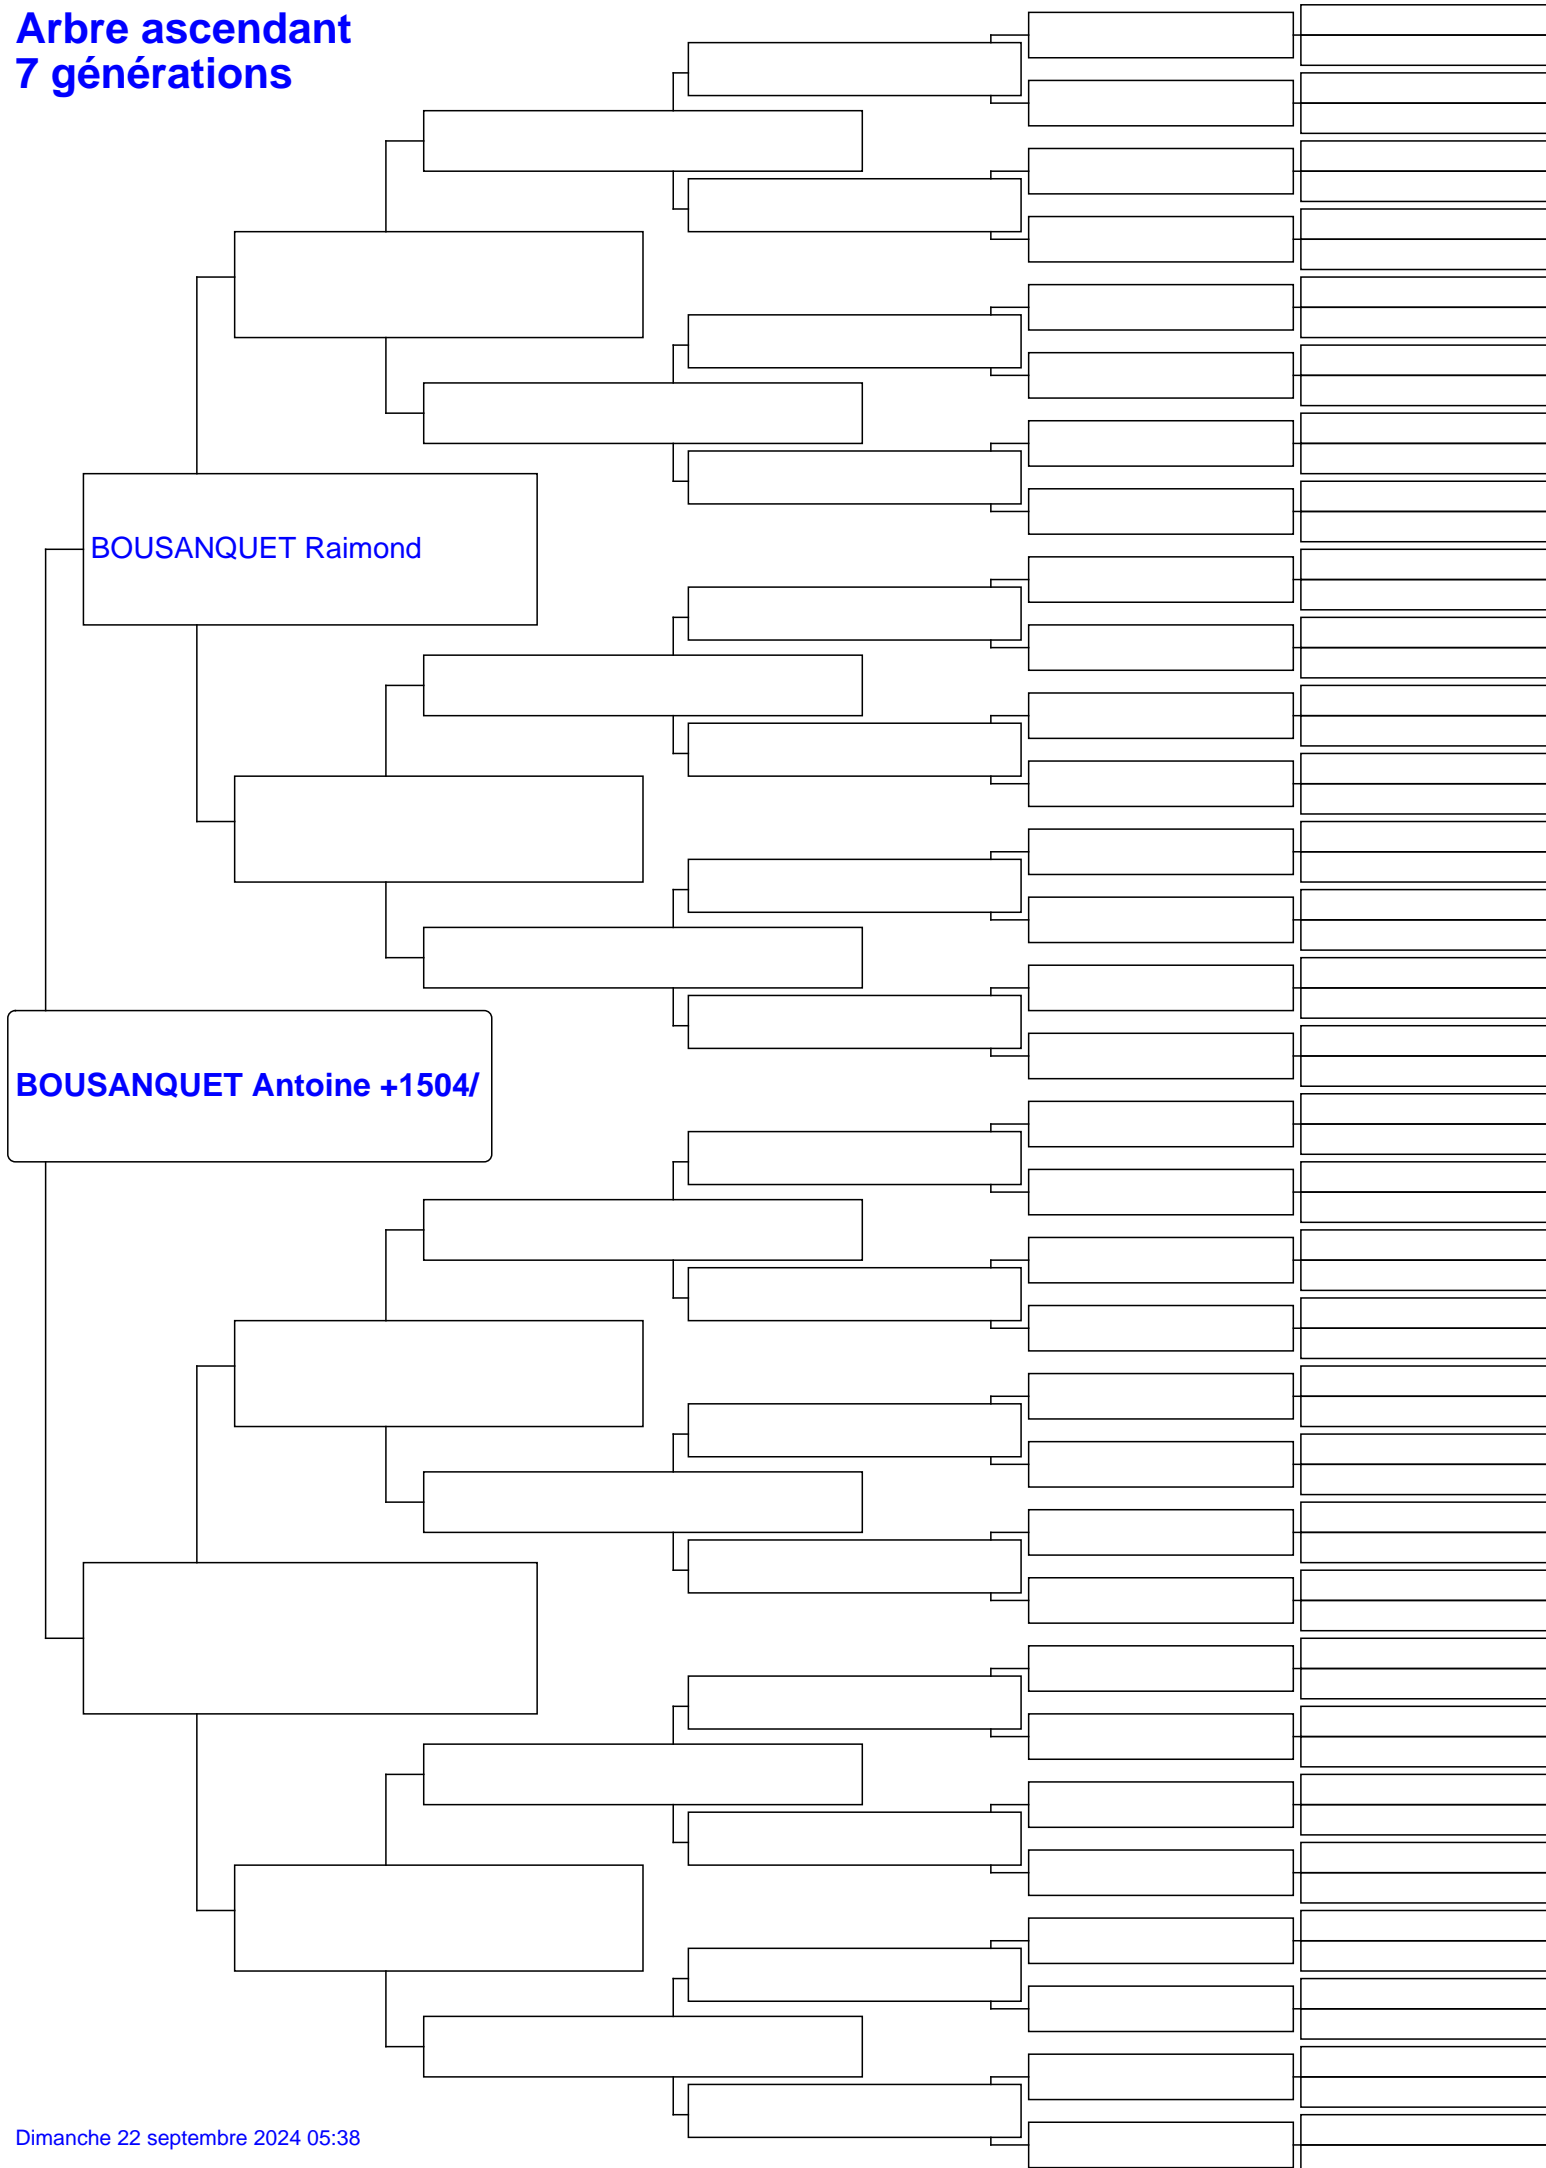 Arbre ascendant
7 générations
BOUSANQUET Raimond
BOUSANQUET Antoine +1504/
Dimanche 22 septembre 2024 05:38